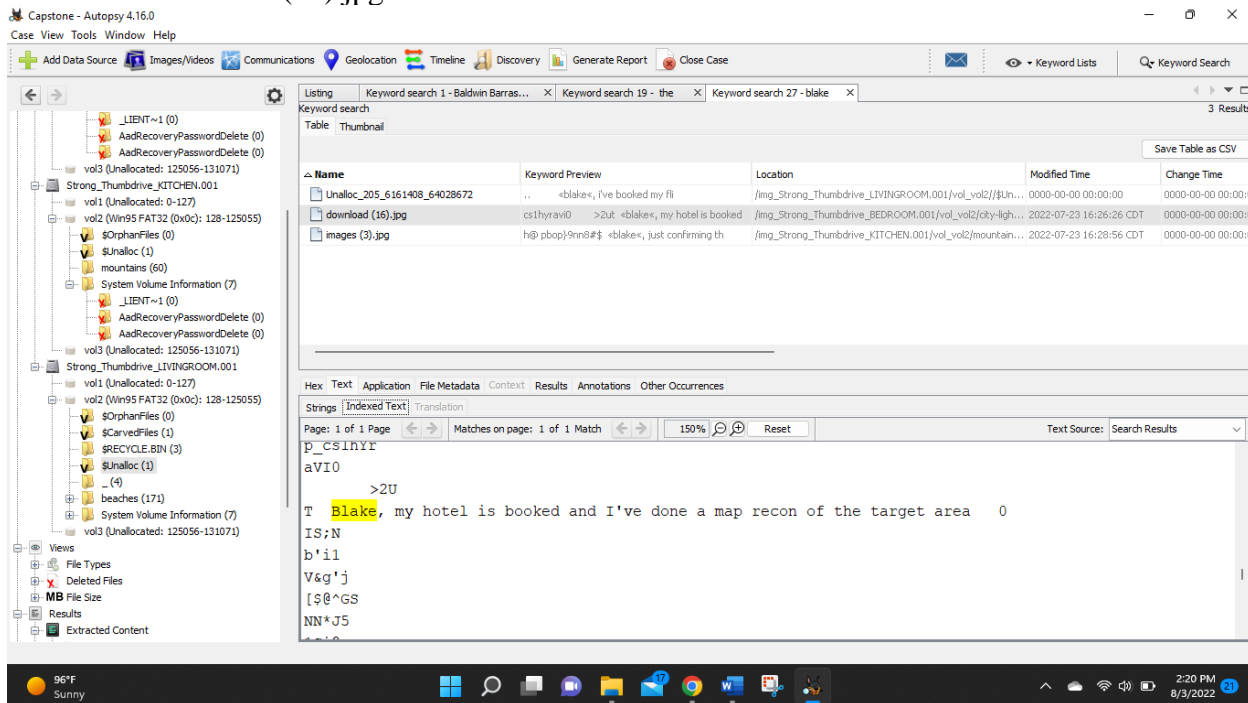 Capstone - Autopsy 4.16.0
Case View Tools Window Help
Add Data Source Images/Videos Communications Geolocation Timeline Discovery Generate Report Close Case Keyword Lists Keyword Search
Listing Keyword search 1 - Baldwin Barras... Keyword search 19 - the Keyword search 27 - blake
Keyword search 3 Results
Table Thumbnail
Save Table as CSV
Name Keyword Preview Location Modified Time Change Time
Unalloc_205_6161408_64028672 .. «blake«, i've booked my fli /img_Strong_Thumbdrive_LIVINGROOM.001/vol_vol2//$Un... 0000-00-00 00:00:00 0000-00-00 00:00:
download (16).jpg cs1hyravi0 >2ut «blake«, my hotel is booked /img_Strong_Thumbdrive_BEDROOM.001/vol_vol2/city-ligh... 2022-07-23 16:26:26 CDT 0000-00-00 00:00:
images (3).jpg h@ pbop}9nn8#$ «blake«, just confirming th /img_Strong_Thumbdrive_KITCHEN.001/vol_vol2/mountain... 2022-07-23 16:28:56 CDT 0000-00-00 00:00:
_LIENT~1 (0)
AadRecoveryPasswordDelete (0)
AadRecoveryPasswordDelete (0)
vol3 (Unallocated: 125056-131071)
Strong_Thumbdrive_KITCHEN.001
vol1 (Unallocated: 0-127)
vol2 (Win95 FAT32 (0x0c): 128-125055)
$OrphanFiles (0)
$Unalloc (1)
mountains (60)
System Volume Information (7)
_LIENT~1 (0)
AadRecoveryPasswordDelete (0)
AadRecoveryPasswordDelete (0)
vol3 (Unallocated: 125056-131071)
Strong_Thumbdrive_LIVINGROOM.001
vol1 (Unallocated: 0-127)
vol2 (Win95 FAT32 (0x0c): 128-125055)
$OrphanFiles (0)
$CarvedFiles (1)
$RECYCLE.BIN (3)
$Unalloc (1)
_ (4)
beaches (171)
System Volume Information (7)
vol3 (Unallocated: 125056-131071)
Views
File Types
Deleted Files
MB File Size
Results
Extracted Content
Hex Text Application File Metadata Context Results Annotations Other Occurrences
Strings Indexed Text Translation
Page: 1 of 1 Page Matches on page: 1 of 1 Match 150% Reset Text Source: Search Results
p_cs1hYr
aVI0
>2U
T Blake, my hotel is booked and I've done a map recon of the target area 0
IS;N
b'i1
V&g'j
[$@^GS
NN*J5
96°F
Sunny
17
2:20 PM
8/3/2022
21